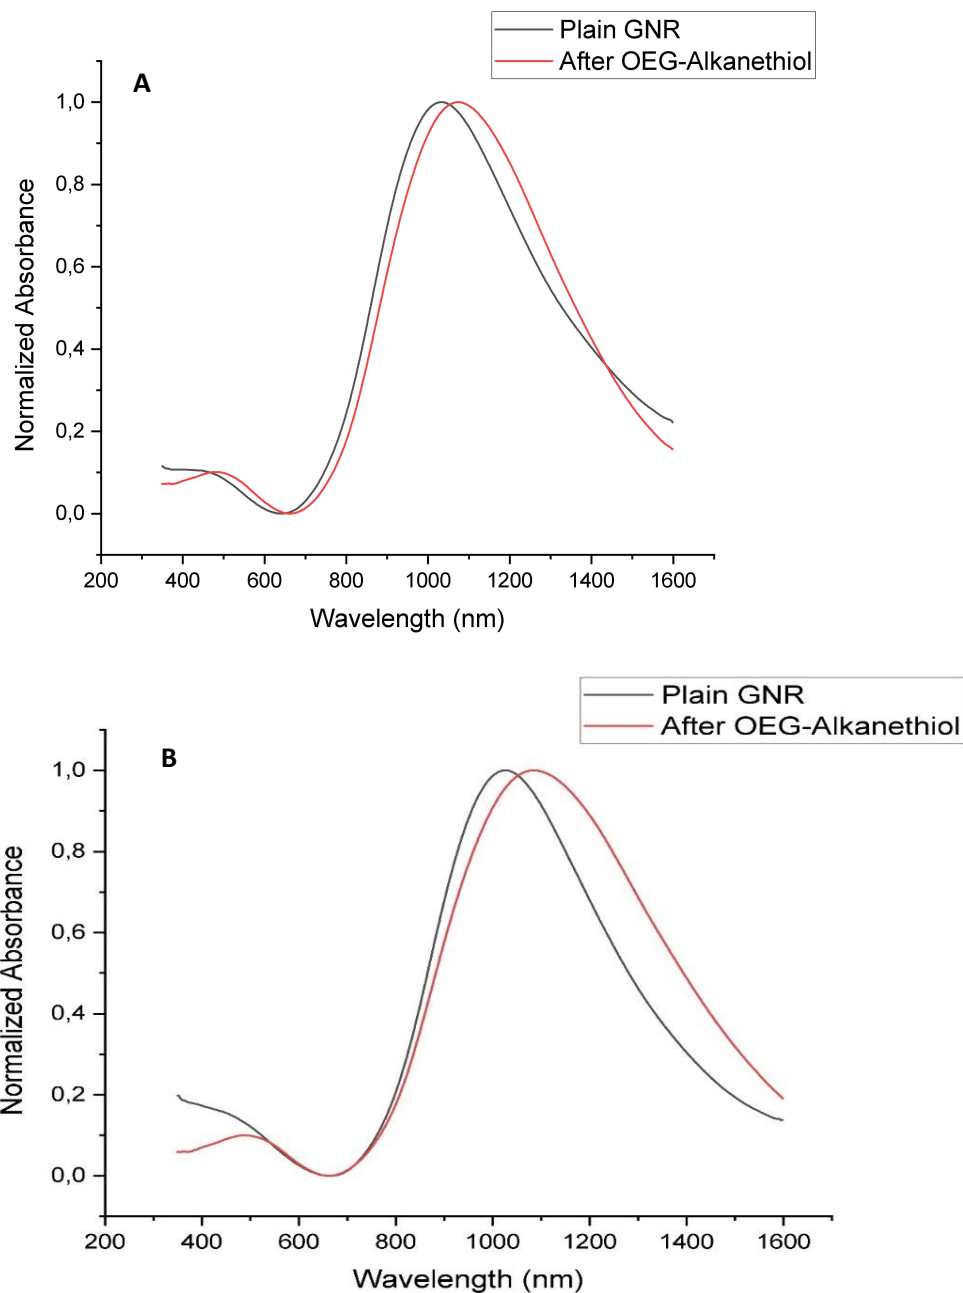 Plain GNR
After OEG-Alkanethiol
A
1,0
0,8
0,6
0,4
0,2
0,0
Normalized Absorbance
200 400 600 800 1000 1200 1400 1600
Wavelength (nm)
Plain GNR
After OEG-Alkanethiol
B
1,0
0,8
0,6
0,4
0,2
0,0
Normalized Absorbance
200 400 600 800 1000 1200 1400 1600
Wavelength (nm)